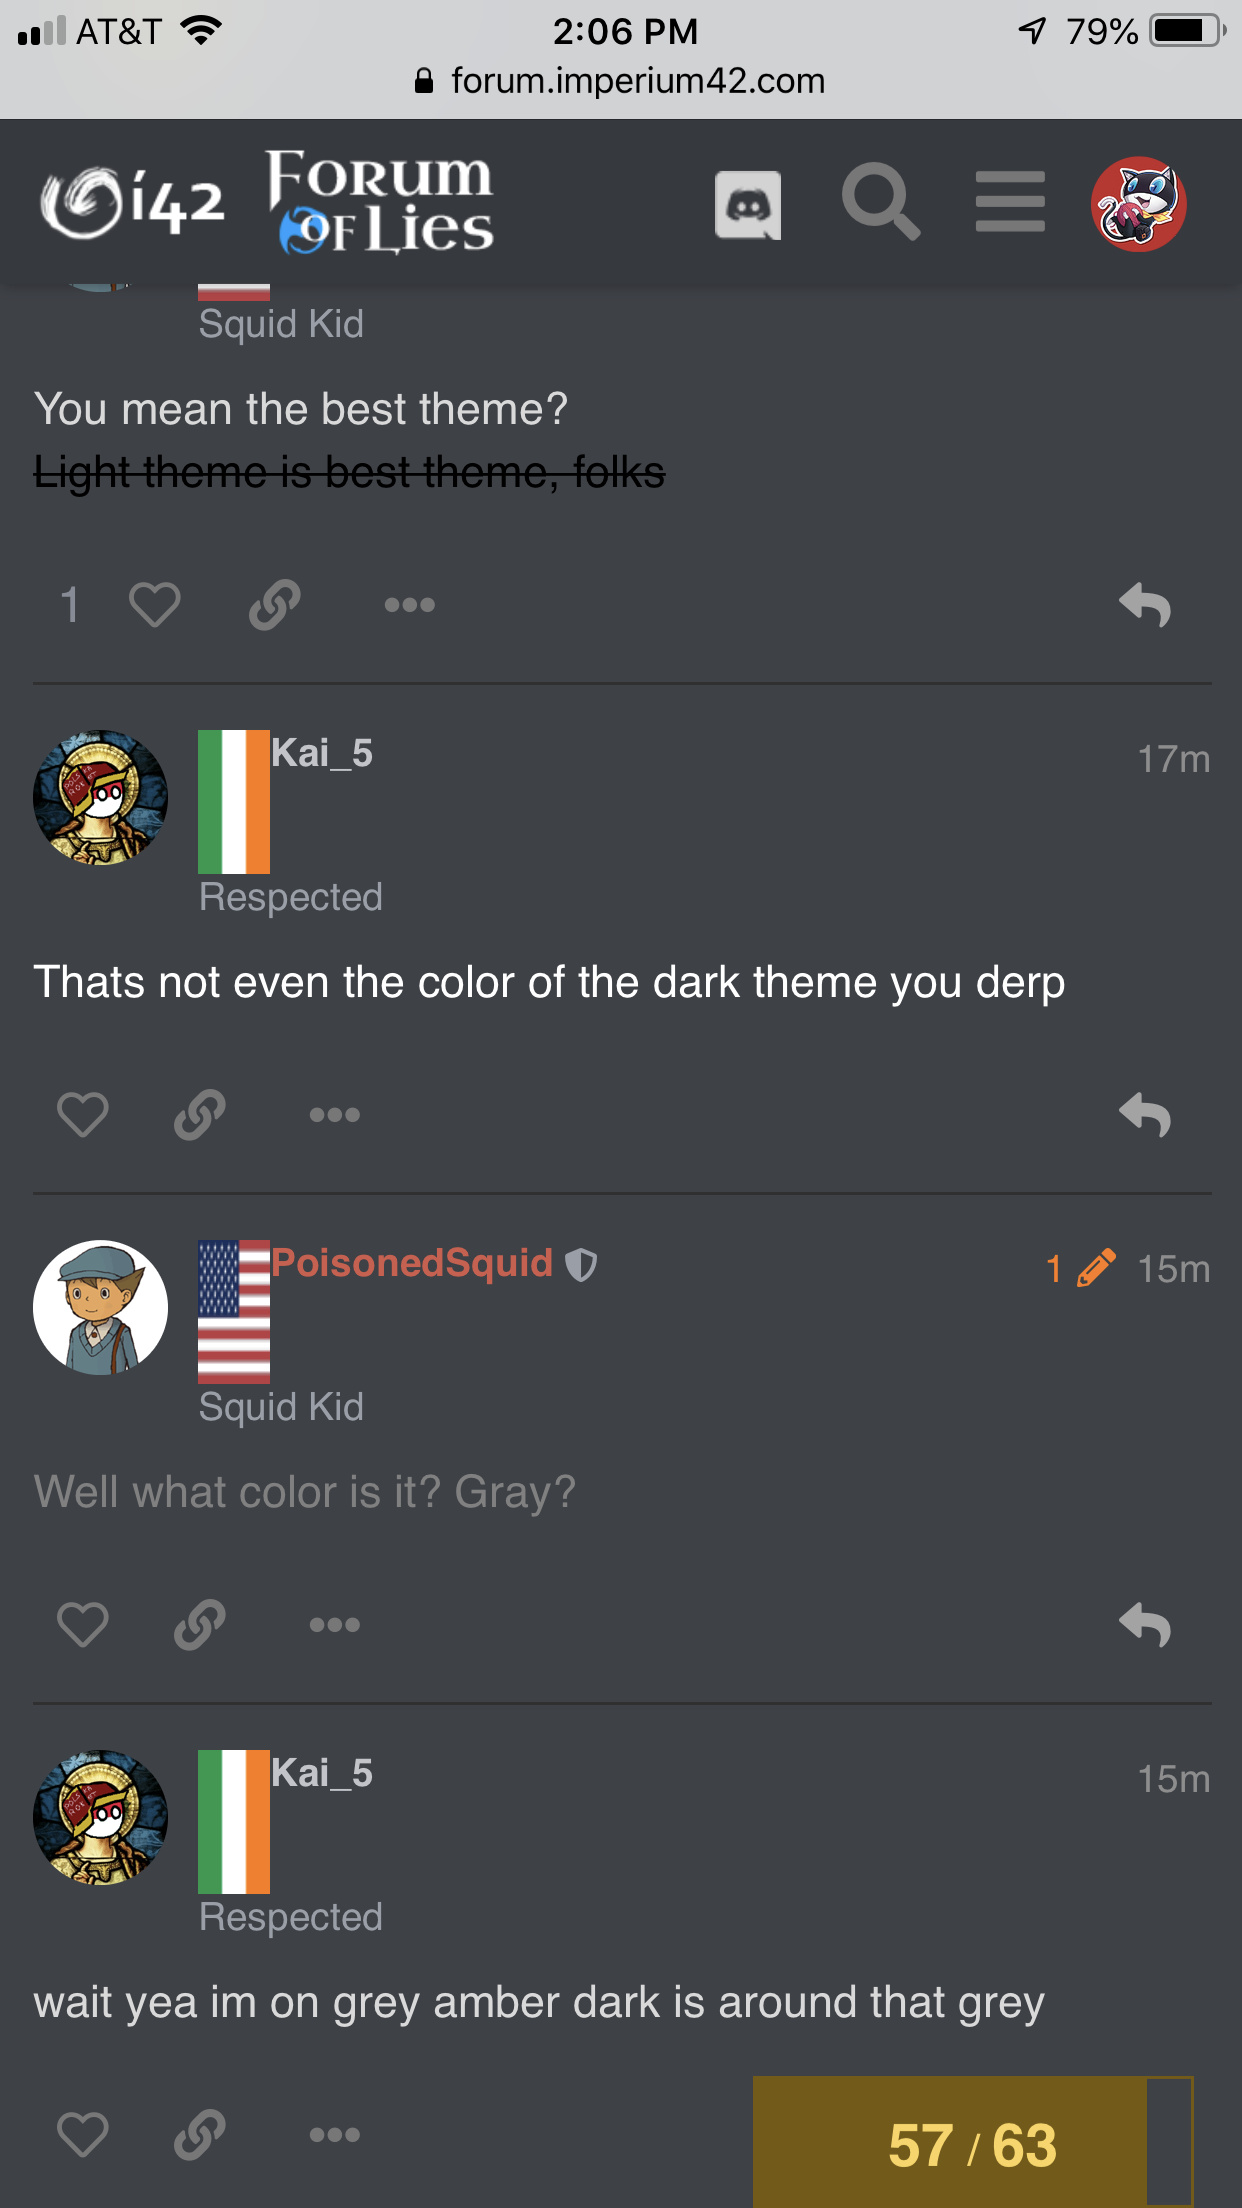 AT&T 2:06 PM 79%
forum.imperium42.com
i42 Forum of Lies
Squid Kid
You mean the best theme?
Light theme is best theme, folks
1
Kai_5 17m
Respected
Thats not even the color of the dark theme you derp
PoisonedSquid 1 15m
Squid Kid
Well what color is it? Gray?
Kai_5 15m
Respected
wait yea im on grey amber dark is around that grey
57 / 63